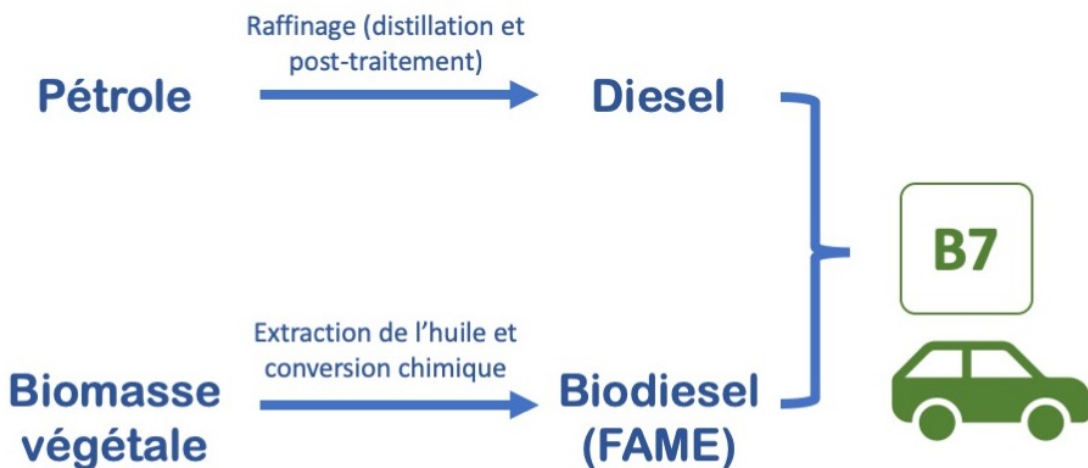 Raffinage (distillation et
post-traitement)
Pétrole
Diesel
B7
Extraction de l’huile et
conversion chimique
Biomasse
végétale
Biodiesel
(FAME)